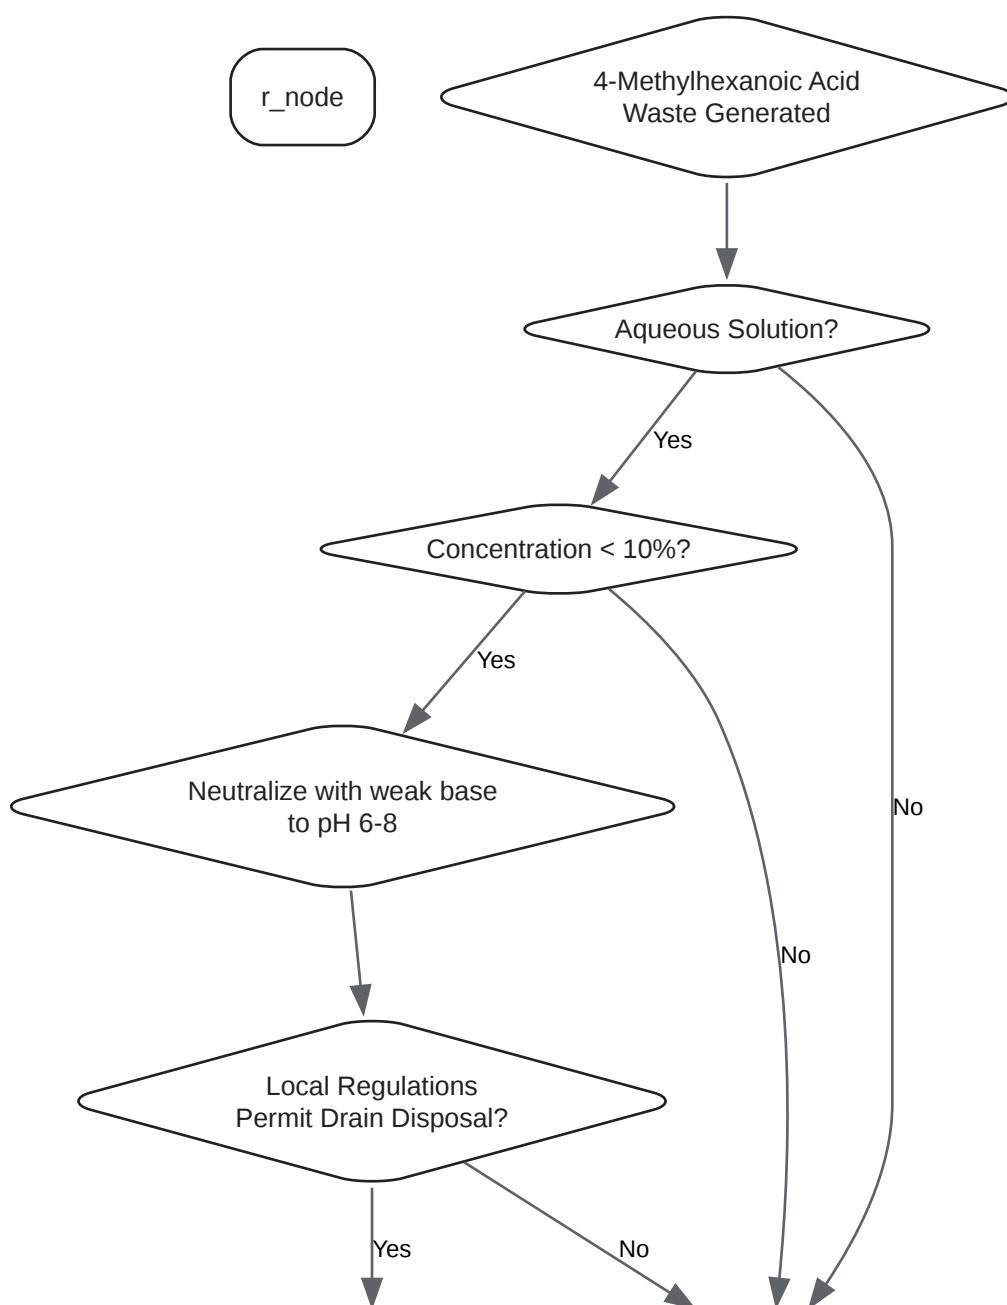 r_node
4-Methylhexanoic Acid
Waste Generated
Aqueous Solution?
Yes
Concentration < 10%?
Yes
Neutralize with weak base
to pH 6-8
No
No
Local Regulations
Permit Drain Disposal?
Yes
No